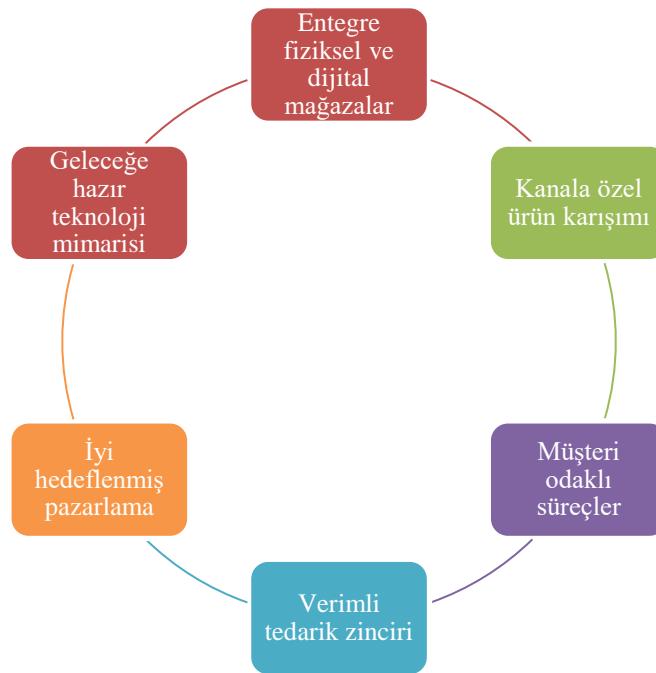 Entegre
fiziksel ve
dijital
mağazalar
Kanala özel
ürün karışımı
Müşteri
odaklı
süreçler
Verimli
tedarik zinciri
İyi
hedeflenmiş
pazarlama
Geleceğe
hazır
teknoloji
mimarisi